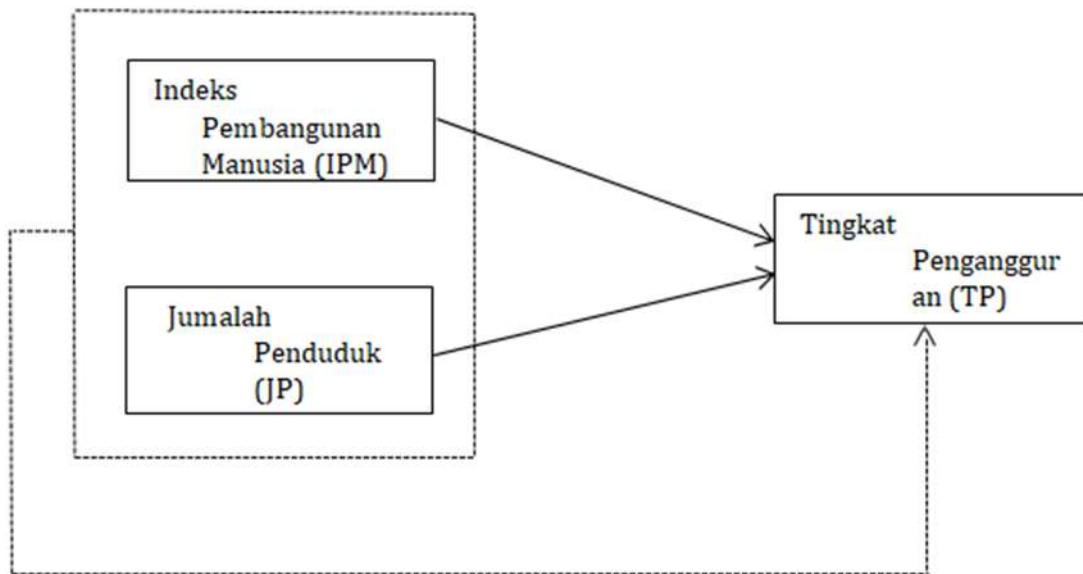 Indeks
Pembangunan
Manusia (IPM)
Jumalah
Penduduk
(JP)
Tingkat
Penganggur
an (TP)